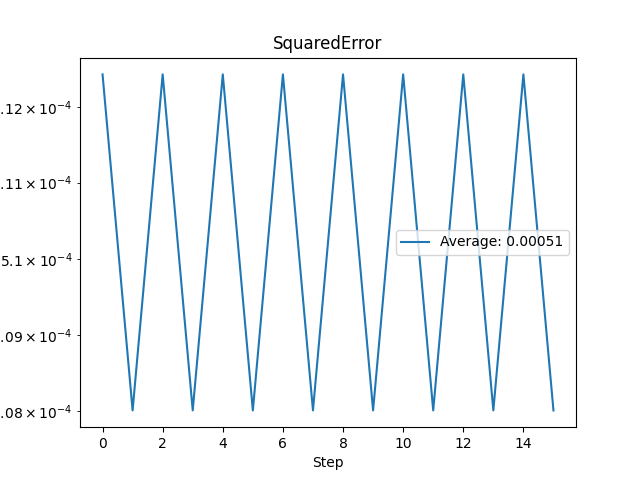 SquaredError
.12 × 10⁻⁴
.11 × 10⁻⁴
5.1 × 10⁻⁴
.09 × 10⁻⁴
.08 × 10⁻⁴
Average: 0.00051
0 2 4 6 8 10 12 14
Step